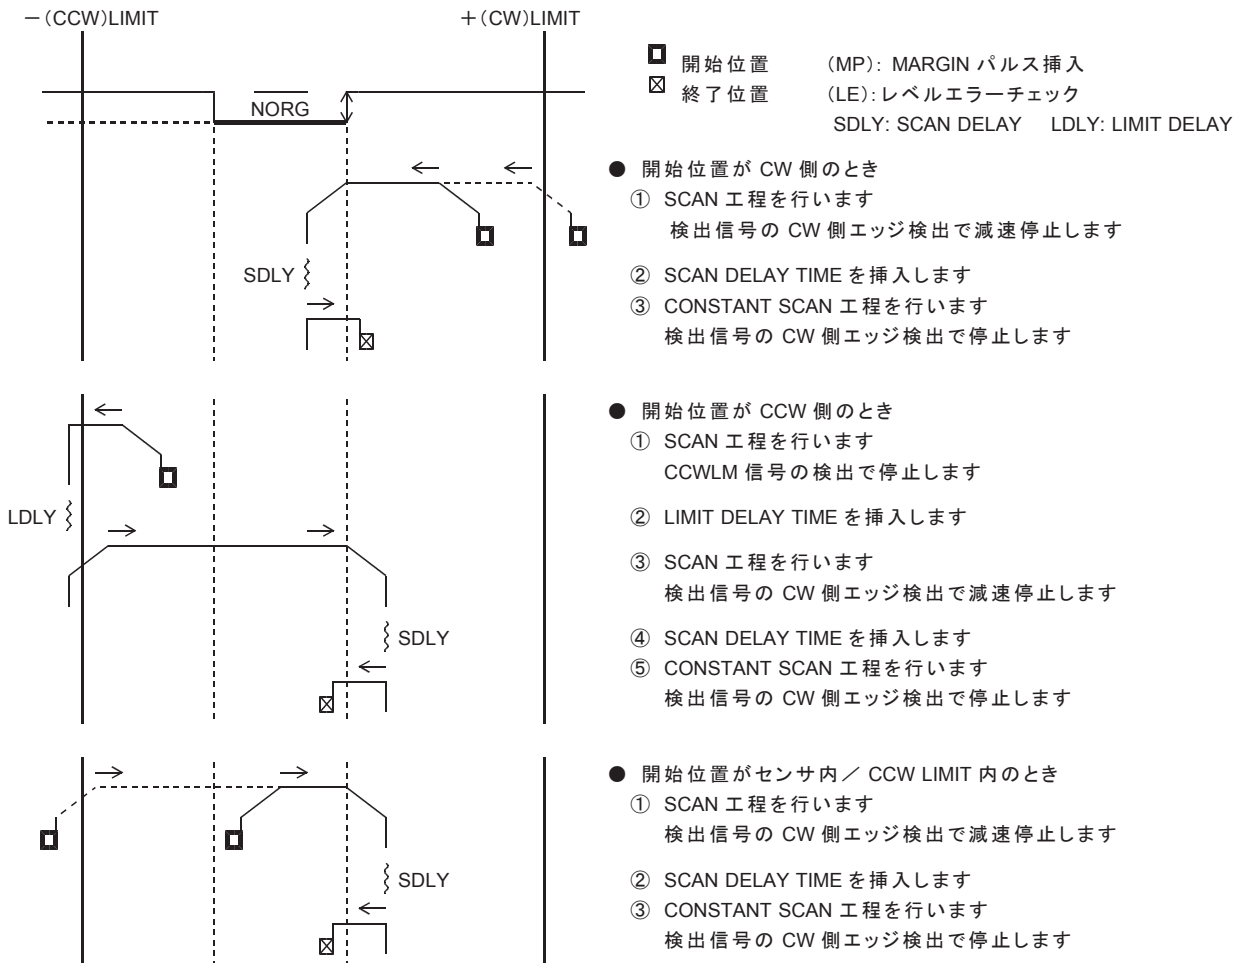 －(CCW)LIMIT
＋(CW)LIMIT
NORG
SDLY
開始位置 (MP): MARGIN パルス挿入
終了位置 (LE):レベルエラーチェック
SDLY: SCAN DELAY LDLY: LIMIT DELAY
● 開始位置が CW 側のとき
① SCAN 工程を行います
検出信号の CW 側エッジ検出で減速停止します
② SCAN DELAY TIME を挿入します
③ CONSTANT SCAN 工程を行います
検出信号の CW 側エッジ検出で停止します
LDLY
SDLY
● 開始位置が CCW 側のとき
① SCAN 工程を行います
CCWLM 信号の検出で停止します
② LIMIT DELAY TIME を挿入します
③ SCAN 工程を行います
検出信号の CW 側エッジ検出で減速停止します
④ SCAN DELAY TIME を挿入します
⑤ CONSTANT SCAN 工程を行います
検出信号の CW 側エッジ検出で停止します
SDLY
● 開始位置がセンサ内／ CCW LIMIT 内のとき
① SCAN 工程を行います
検出信号の CW 側エッジ検出で減速停止します
② SCAN DELAY TIME を挿入します
③ CONSTANT SCAN 工程を行います
検出信号の CW 側エッジ検出で停止します